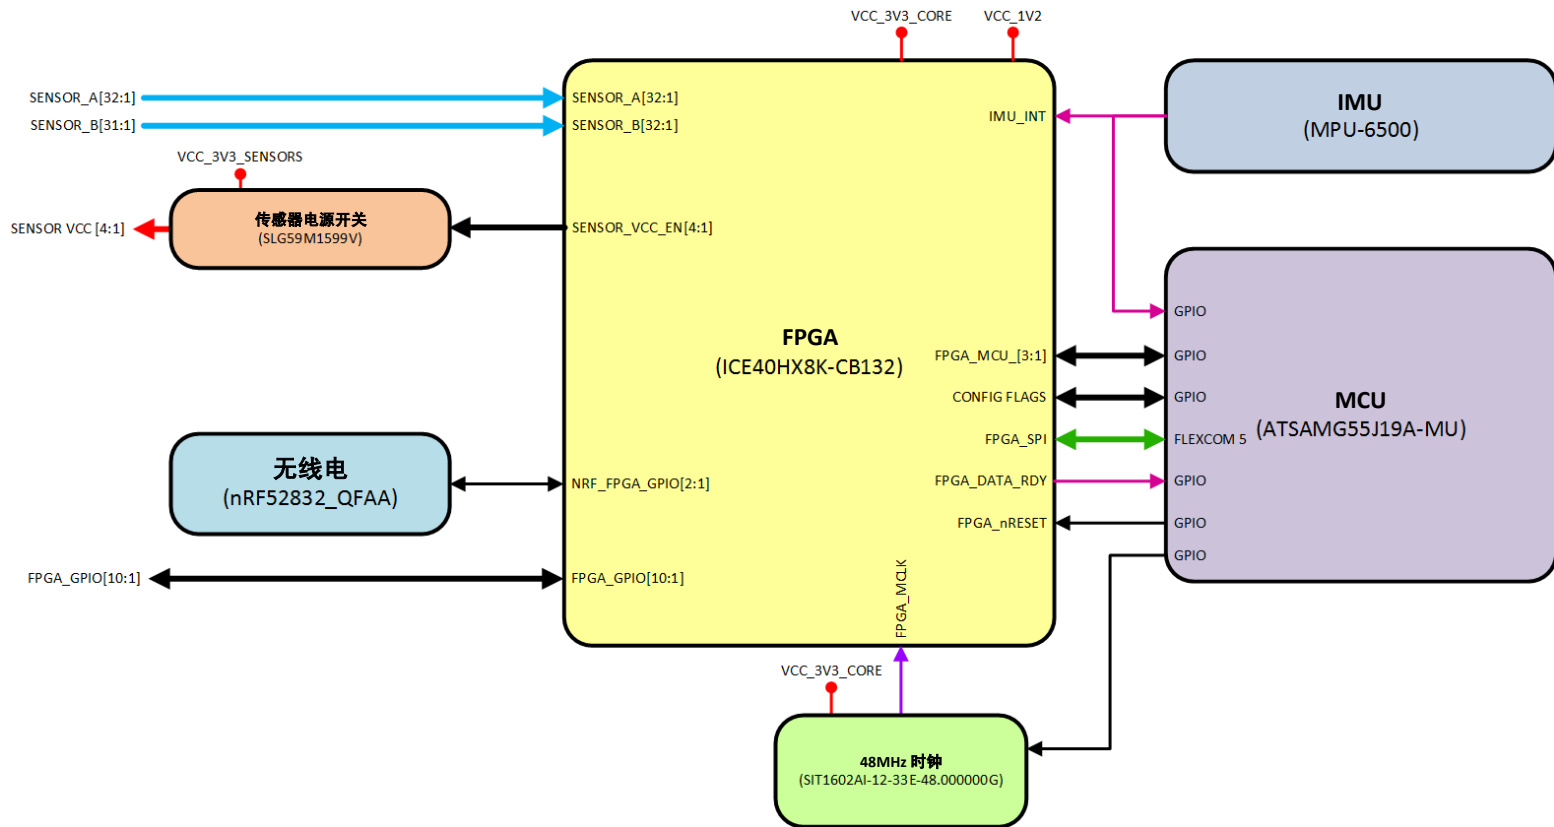 VCC_3V3_CORE
VCC_1V2
SENSOR_A[32:1]
SENSOR_A[32:1]
SENSOR_B[31:1]
SENSOR_B[32:1]
IMU_INT
IMU
(MPU-6500)
VCC_3V3_SENSORS
传感器电源开关
(SLG59M1599V)
SENSOR VCC [4:1]
SENSOR_VCC_EN[4:1]
FPGA
(ICE40HX8K-CB132)
GPIO
FPGA_MCU_[3:1]
GPIO
CONFIG FLAGS
GPIO
MCU
(ATSAMG55J19A-MU)
FPGA_SPI
FLEXCOM 5
无线电
(nRF52832_QFAA)
NRF_FPGA_GPIO[2:1]
FPGA_DATA_RDY
GPIO
FPGA_nRESET
GPIO
GPIO
FPGA_GPIO[10:1]
FPGA_GPIO[10:1]
FPGA_MCLK
VCC_3V3_CORE
48MHz 时钟
(SIT1602AI-12-33E-48.000000G)